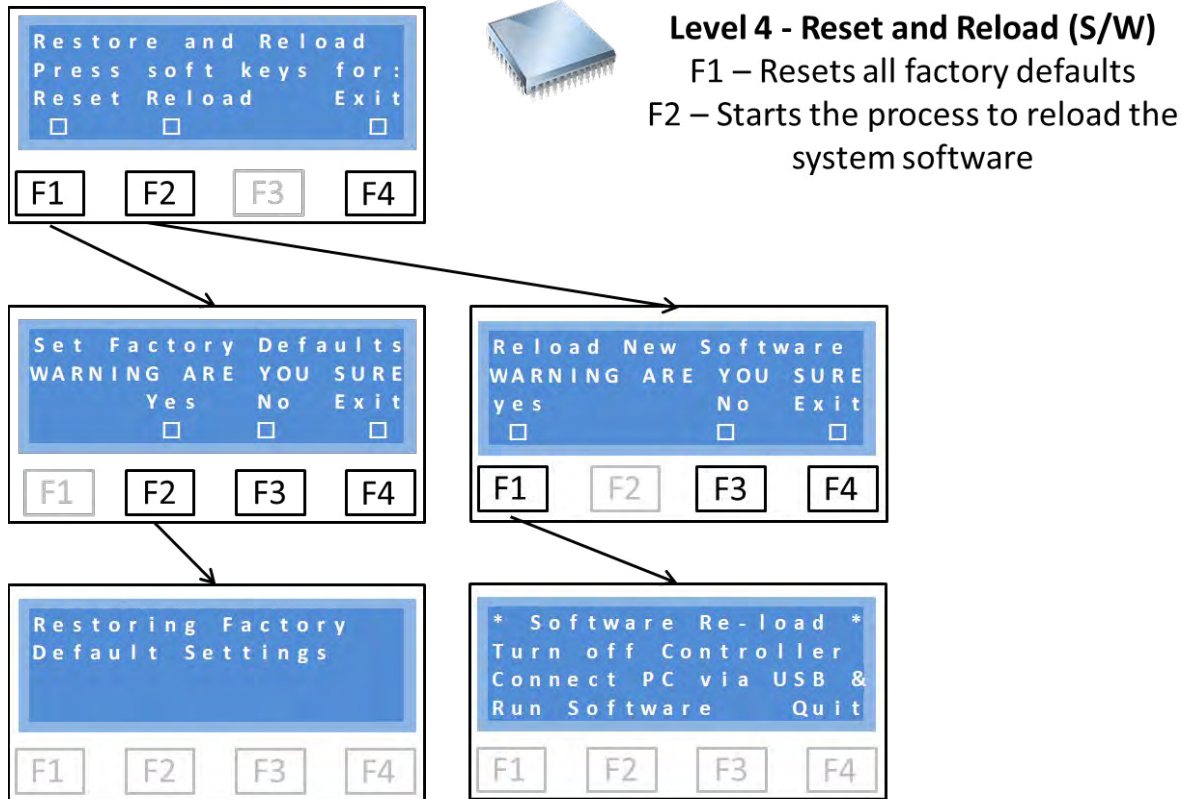 Restore and Reload
Press soft keys for:
Reset Reload Exit
F1 F2 F3 F4
Level 4 - Reset and Reload (S/W)
F1 – Resets all factory defaults
F2 – Starts the process to reload the
system software
Set Factory Defaults
WARNING ARE YOU SURE
Yes No Exit
F1 F2 F3 F4
Reload New Software
WARNING ARE YOU SURE
yes No Exit
F1 F2 F3 F4
Restoring Factory
Default Settings
F1 F2 F3 F4
* Software Re-load *
Turn off Controller
Connect PC via USB &
Run Software Quit
F1 F2 F3 F4